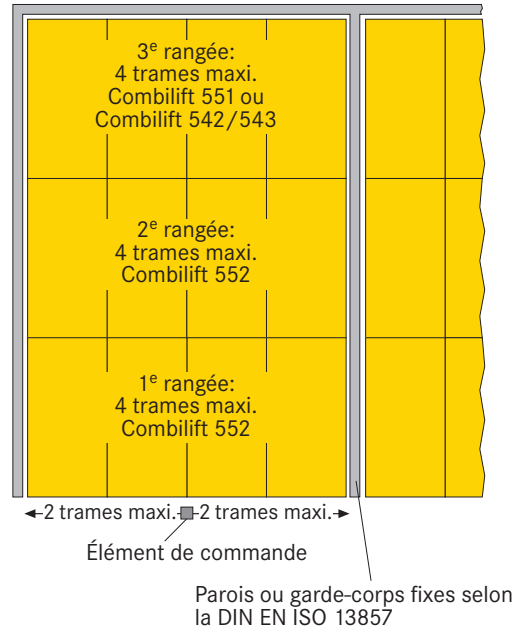 3e rangée:
4 trames maxi.
Combilift 551 ou
Combilift 542/543
2e rangée:
4 trames maxi.
Combilift 552
1e rangée:
4 trames maxi.
Combilift 552
2 trames maxi. 2 trames maxi.
Élément de commande
Parois ou garde-corps fixes selon
la DIN EN ISO 13857